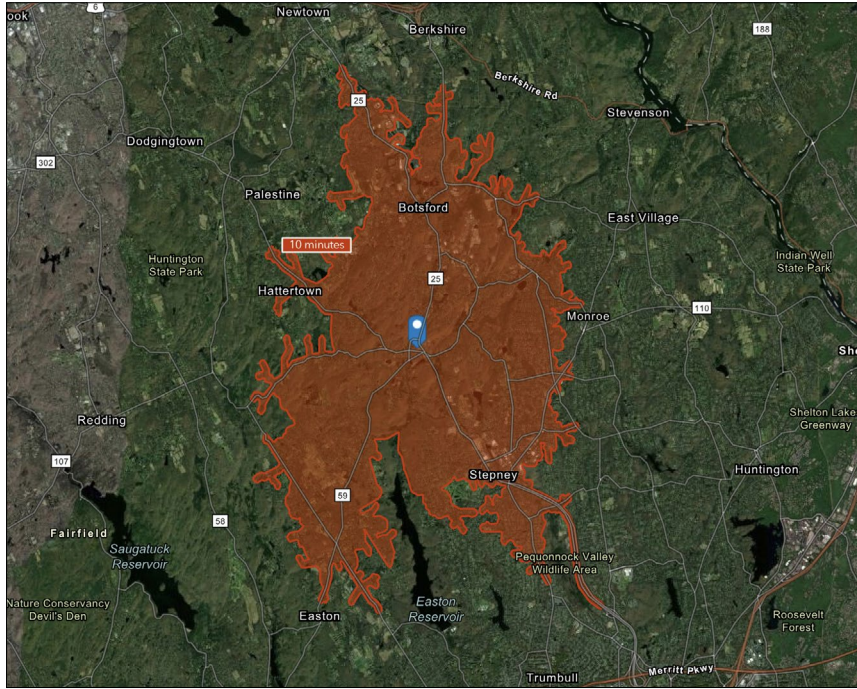 ook
6
Newtown
Berkshire
188
Berkshire Rd
25
Stevenson
Dodgingtown
302
Palestine
Botsford
East Village
10 minutes
Huntington
State Park
Indian Well
State Park
25
Hattertown
Monroe
110
She
Redding
Shelton Lake
Greenway
107
Stepney
Huntington
59
58
Fairfield
Saugatuck
Reservoir
Pequonnock Valley
Wildlife Area
Nature Conservancy
Devil's Den
Easton
Easton
Reservoir
Roosevelt
Forest
Trumbull
Merritt Pkwy